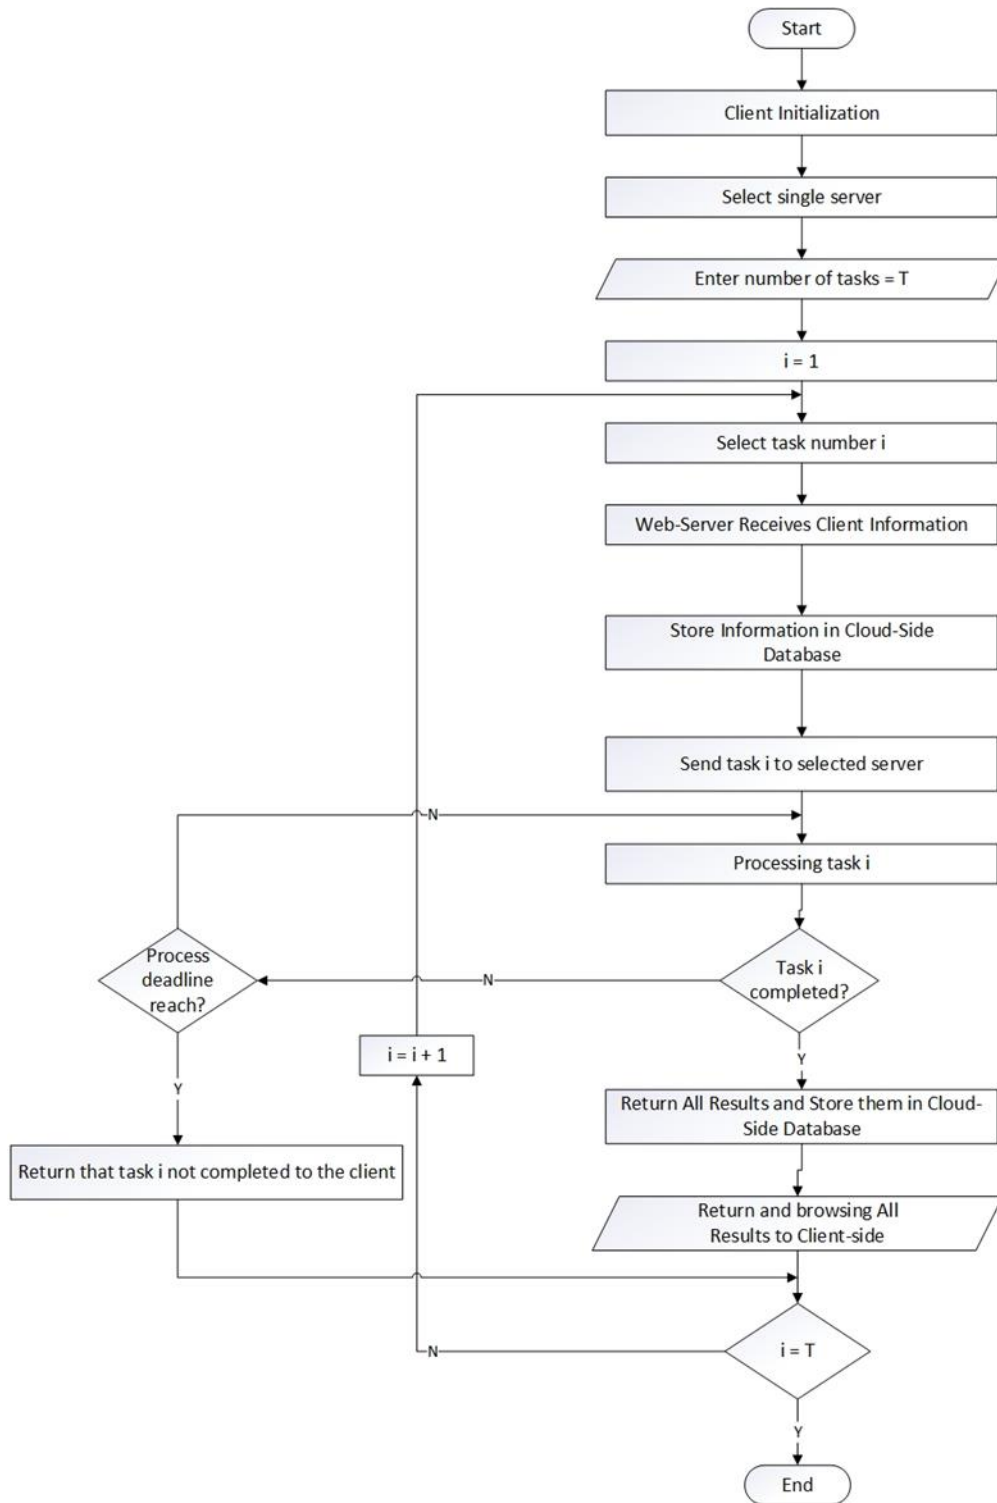 Start
Client Initialization
Select single server
Enter number of tasks = T
i = 1
Select task number i
Web-Server Receives Client Information
Store Information in Cloud-Side
Database
Send task i to selected server
N
Processing task i
Process
deadline
reach?
N
Task i
completed?
i = i + 1
Y
Y
Return All Results and Store them in Cloud-
Side Database
Return that task i not completed to the client
Return and browsing All
Results to Client-side
N
i = T
Y
End